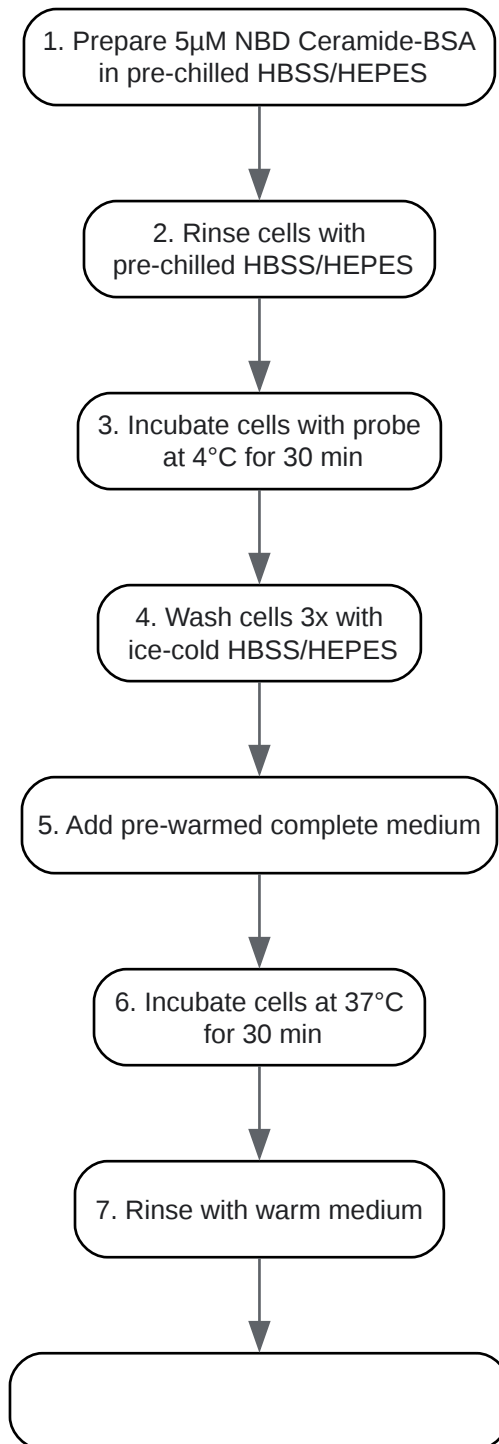 1. Prepare 5µM NBD Ceramide-BSA
in pre-chilled HBSS/HEPES
2. Rinse cells with
pre-chilled HBSS/HEPES
3. Incubate cells with probe
at 4°C for 30 min
4. Wash cells 3x with
ice-cold HBSS/HEPES
5. Add pre-warmed complete medium
6. Incubate cells at 37°C
for 30 min
7. Rinse with warm medium